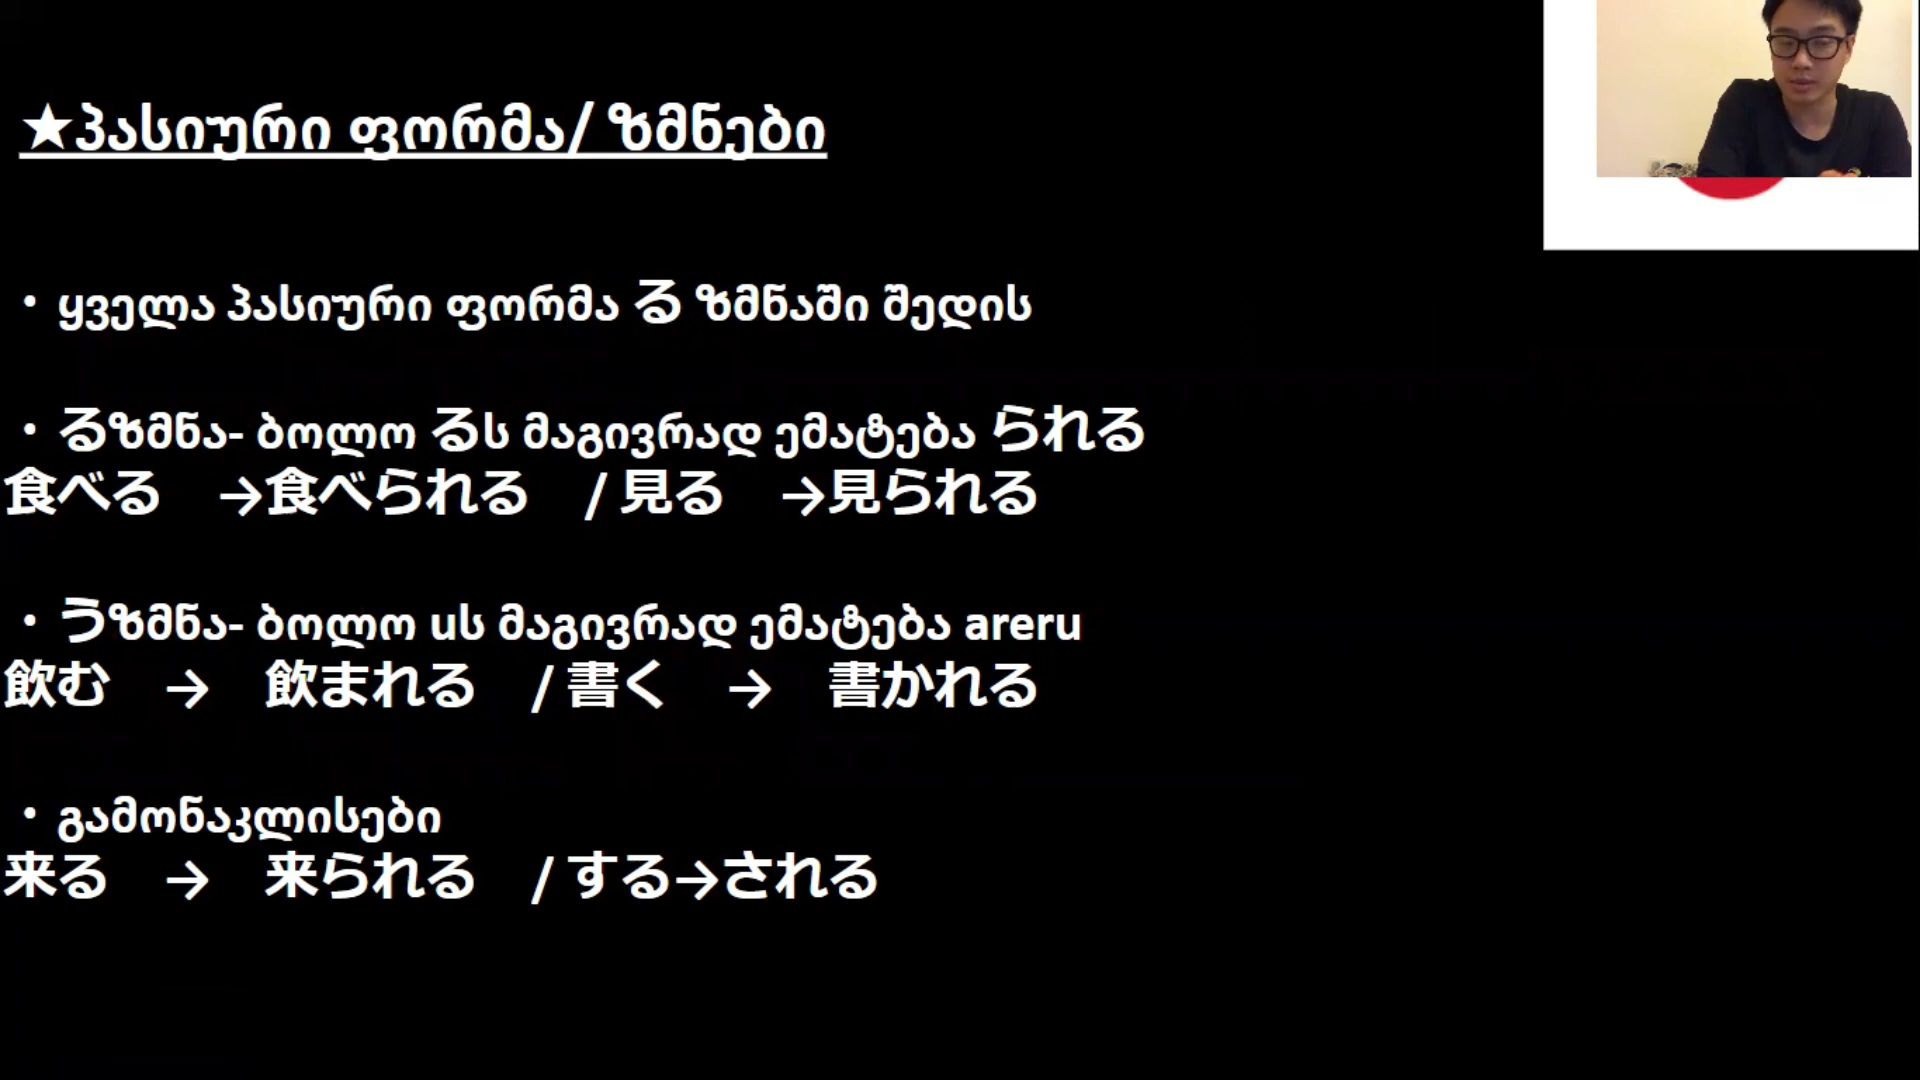 ★პასიური ფორმა/ ზმნები
・ყველა პასიური ფორმა る ზმნაში შედის
・るზმნა- ბოლო るს მაგივრად ემატება られる
食べる　→食べられる　/ 見る　→見られる
・うზმნა- ბოლო uს მაგივრად ემატება areru
飲む　→　飲まれる　/ 書く　→　書かれる
・გამონაკლისები
来る　→　来られる　/ する→される